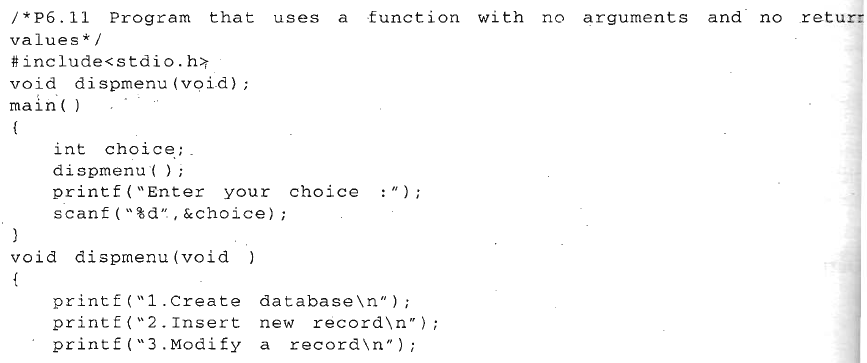 /*P6.11 Program that uses a function with no arguments and no return
values*/
#include<stdio.h>
void dispmenu(void);
main( )
{
int choice;
dispmenu( );
printf("Enter your choice :");
scanf("%d",&choice);
}
void dispmenu(void )
{
printf("1.Create database\n");
printf("2.Insert new record\n");
printf("3.Modify a record\n");